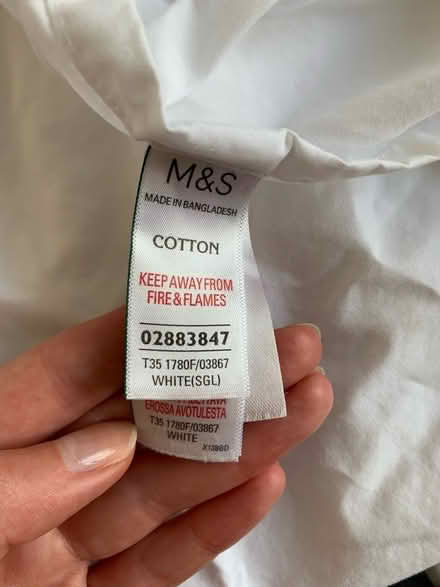 M&S
MADE IN BANGLADESH
COTTON
KEEP AWAY FROM
FIRE & FLAMES
02883847
T35 1780F/03867
WHITE(SGL)
EROSSA AVOTULESTA
T35 1780F/03867
WHITE